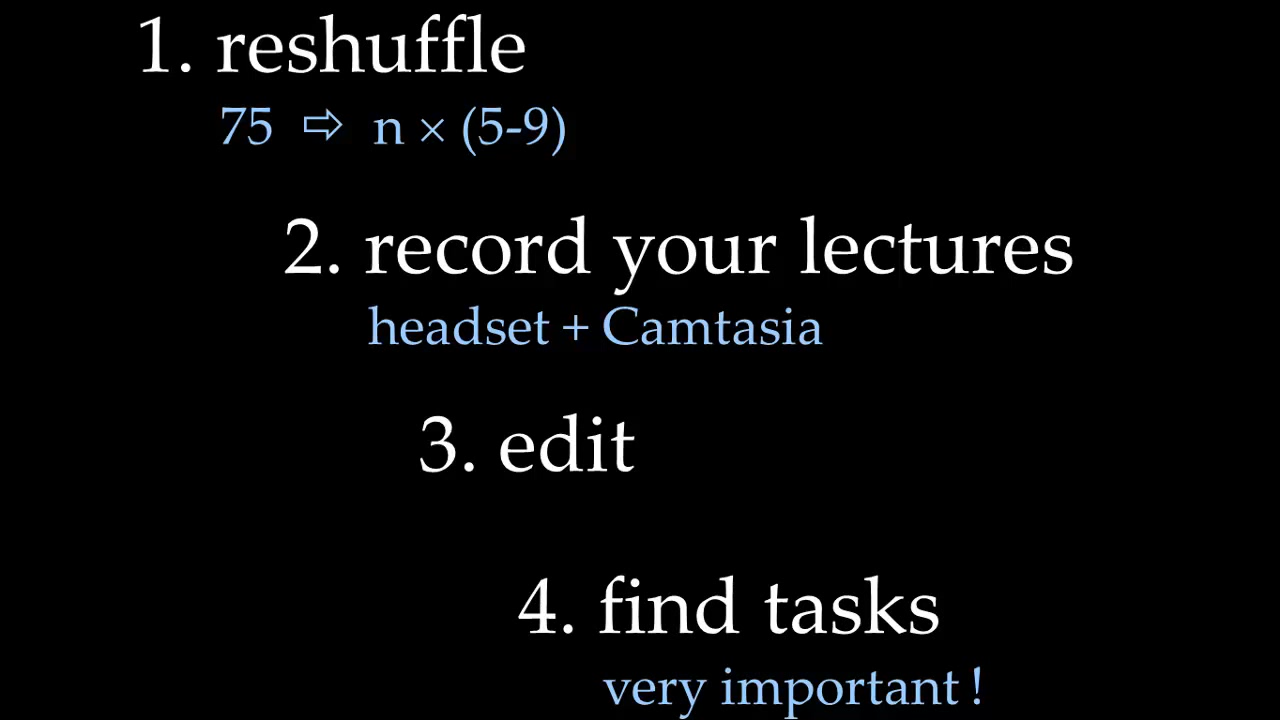 1. reshuffle
75 ⇨ n × (5-9)
2. record your lectures
headset + Camtasia
3. edit
4. find tasks
very important !